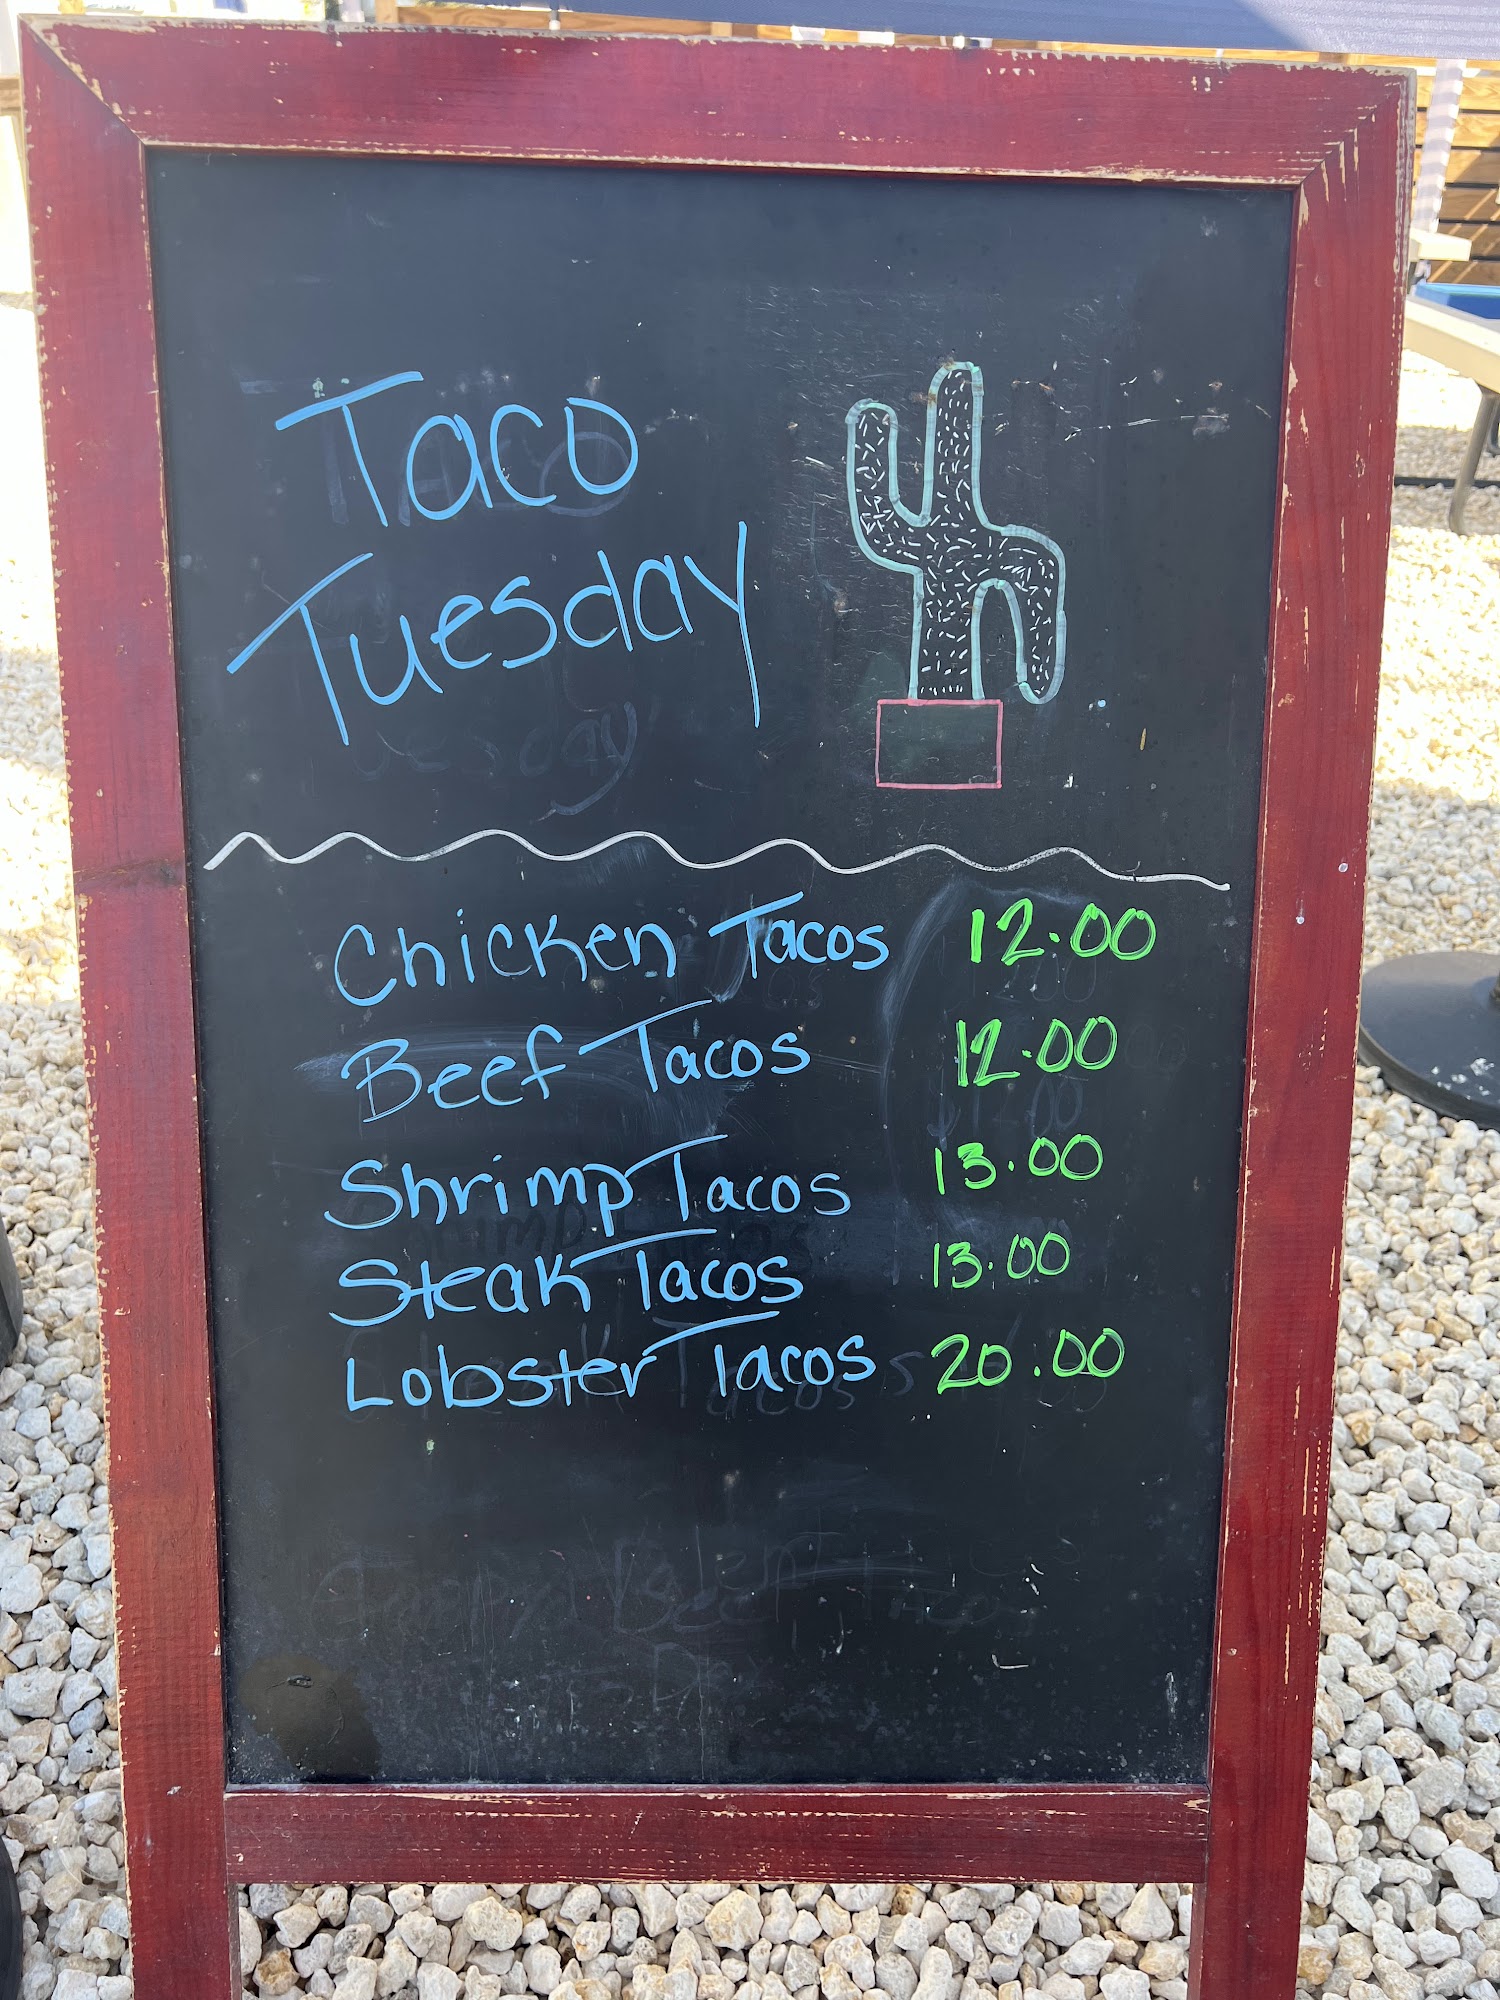 Taco
Tuesday
Chicken Tacos 12.00
Beef Tacos 12.00
Shrimp Tacos 13.00
Steak Tacos 13.00
Lobster Tacos 20.00